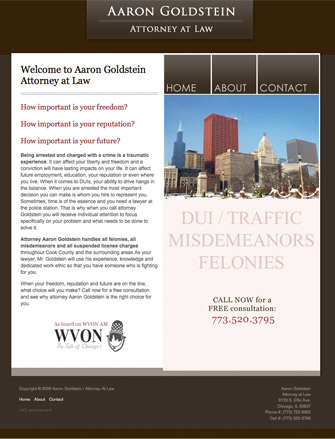 AARON GOLDSTEIN
ATTORNEY AT LAW
Welcome to Aaron Goldstein
Attorney at Law
How important is your freedom?
How important is your reputation?
How important is your future?
Being arrested and charged with a crime is a traumatic
experience. It can affect your liberty and freedom and a
conviction will have lasting impact on your life. It can affect
future employment, education, your reputation or even where
you live. When it comes to DUIs, your ability to drive hangs in
the balance. When you are arrested the most important
decision you can make is whom you hire to represent you.
Sometimes, time is of the essence and you need a lawyer at
the police station. That is why when you call attorney
Goldstein you will receive individual attention to focus
specifically on your problem and what needs to be done to
solve it.
Attorney Aaron Goldstein handles all felonies, all
misdemeanors and all suspended license charges
throughout Cook County and the surrounding areas.As your
lawyer, Mr. Goldstein will use his experience, knowledge and
dedicated work ethic so that you have someone who is fighting
for you.
When your freedom, reputation and future are on the line,
what choice will you make? Call now for a free consultation
and see why attorney Aaron Goldstein is the right choice for
you.
As heard on WVON AM
WVON
The Talk of Chicago!
HOME
ABOUT
CONTACT
DUI / TRAFFIC
MISDEMEANORS
FELONIES
CALL NOW for a
FREE consultation:
773.520.3795
Copyright © 2009 Aaron Goldstein | Attorney At Law.
Home About Contact
Aaron Goldstein
Attorney at Law
Chicago, IL